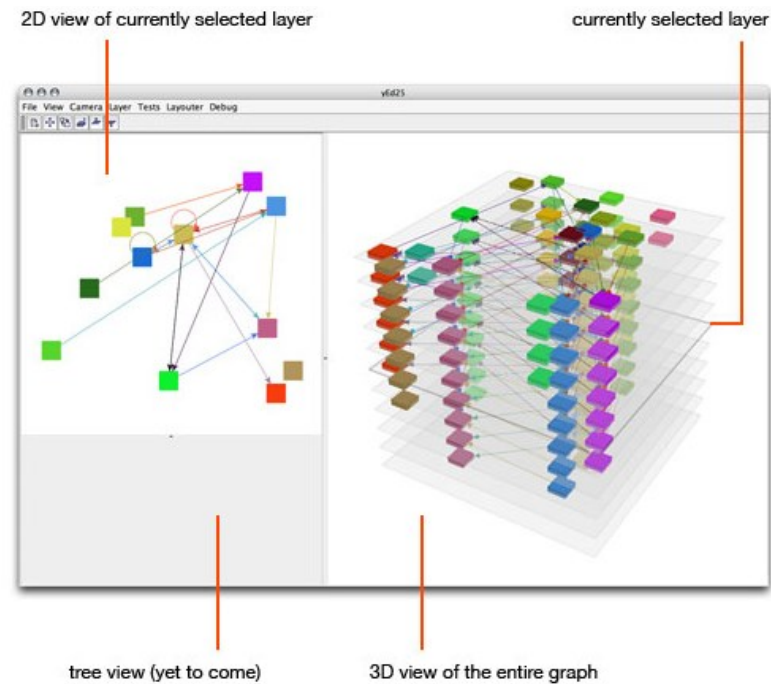 2D view of currently selected layer
currently selected layer
yEd25
File View Camera Layer Tests Layouter Debug
tree view (yet to come)
3D view of the entire graph